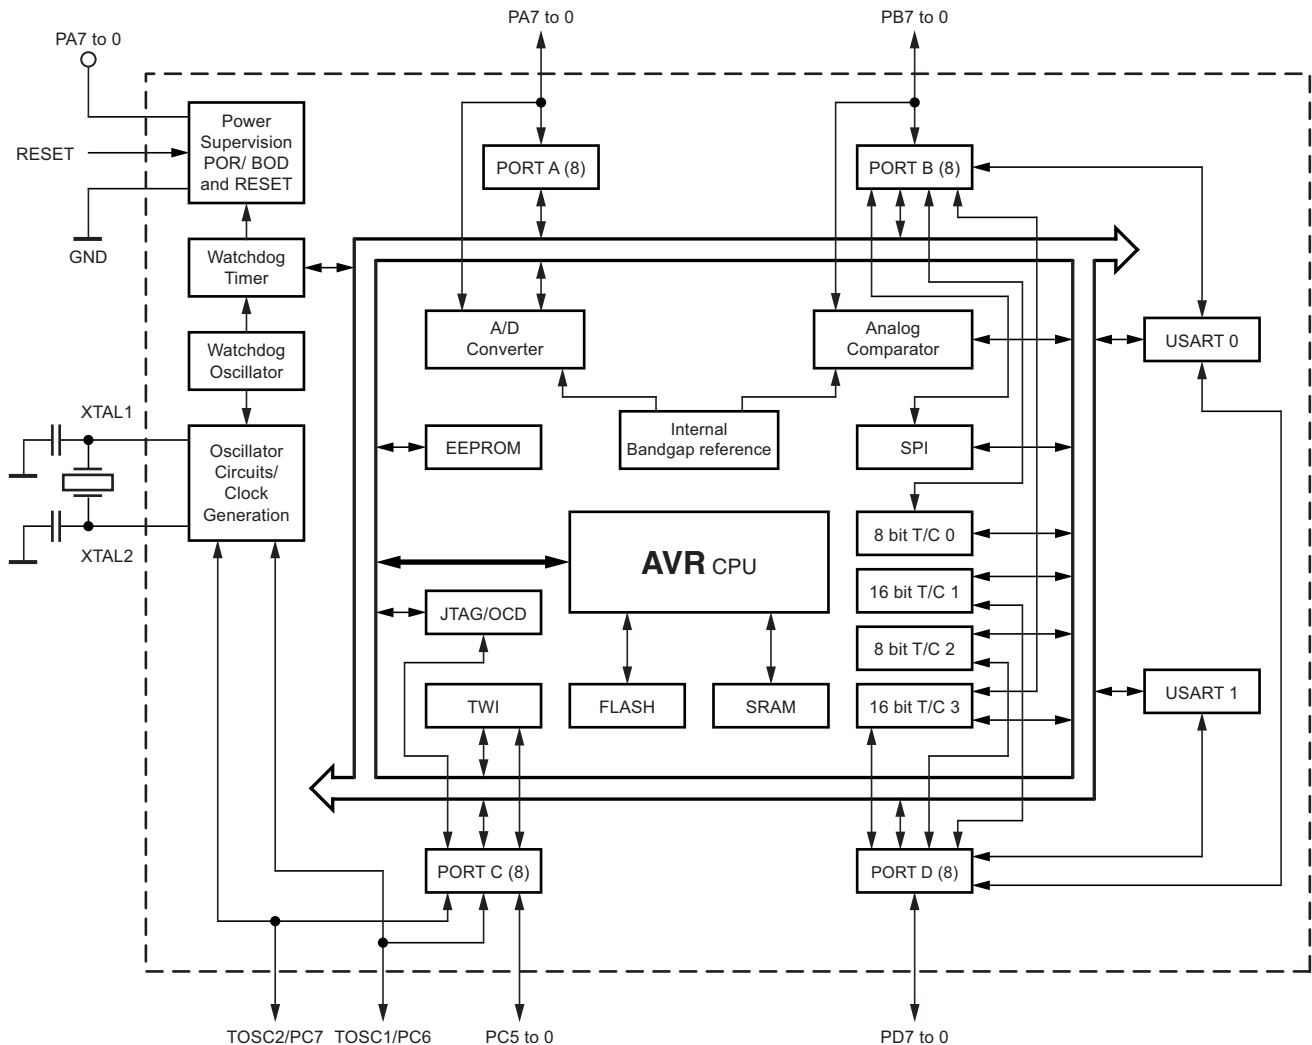 PA7 to 0
PB7 to 0
PA7 to 0
Power
Supervision
POR/ BOD
and RESET
RESET
GND
PORT A (8)
PORT B (8)
Watchdog
Timer
Watchdog
Oscillator
A/D
Converter
Analog
Comparator
USART 0
XTAL1
XTAL2
Oscillator
Circuits/
Clock
Generation
EEPROM
Internal
Bandgap reference
SPI
AVR CPU
8 bit T/C 0
16 bit T/C 1
JTAG/OCD
8 bit T/C 2
TWI
FLASH
SRAM
16 bit T/C 3
USART 1
PORT C (8)
PORT D (8)
TOSC2/PC7
TOSC1/PC6
PC5 to 0
PD7 to 0